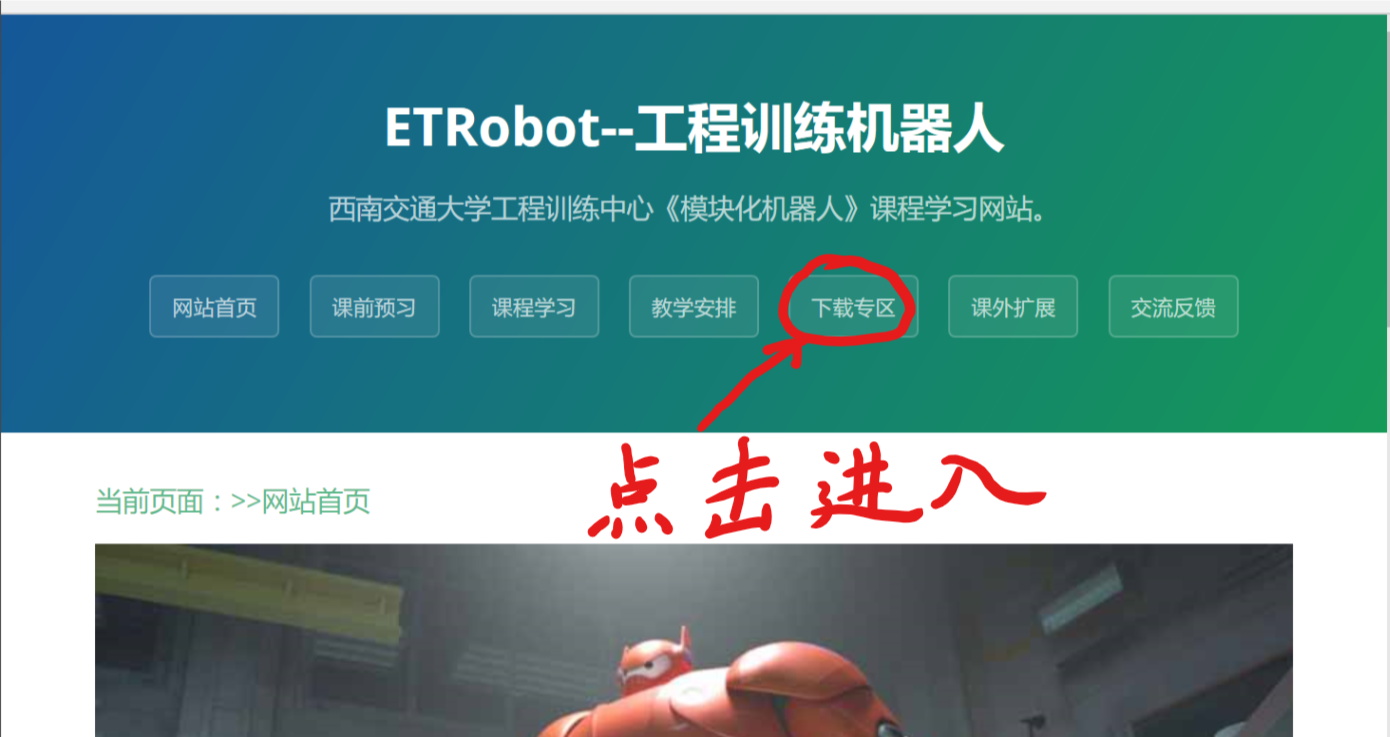 ETRobot--工程训练机器人
西南交通大学工程训练中心《模块化机器人》课程学习网站。
网站首页 课前预习 课程学习 教学安排 下载专区 课外扩展 交流反馈
点击进入
当前页面：>>网站首页